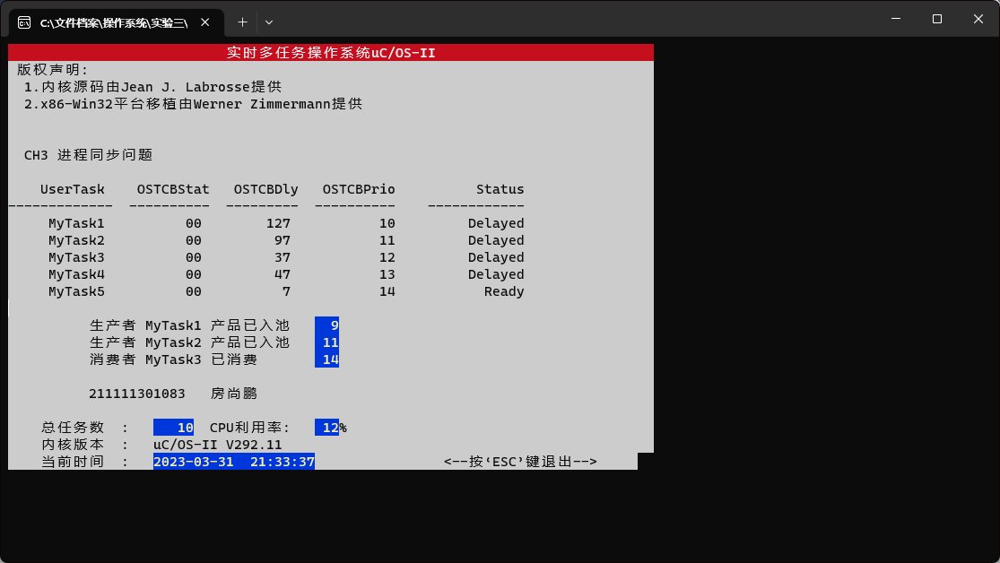 C:\文件档案\操作系统\实验三\
实时多任务操作系统uC/OS-II
版权声明:
1.内核源码由Jean J. Labrosse提供
2.x86-Win32平台移植由Werner Zimmermann提供
CH3 进程同步问题
UserTask OSTCBStat OSTCBDly OSTCBPrio Status
------------- ---------- --------- ---------- ------------
MyTask1 00 127 10 Delayed
MyTask2 00 97 11 Delayed
MyTask3 00 37 12 Delayed
MyTask4 00 47 13 Delayed
MyTask5 00 7 14 Ready
生产者 MyTask1 产品已入池 9
生产者 MyTask2 产品已入池 11
消费者 MyTask3 已消费 14
211111301083 房尚鹏
总任务数 : 10 CPU利用率: 12%
内核版本 : uC/OS-II V292.11
当前时间 : 2023-03-31 21:33:37 <--按‘ESC’键退出-->